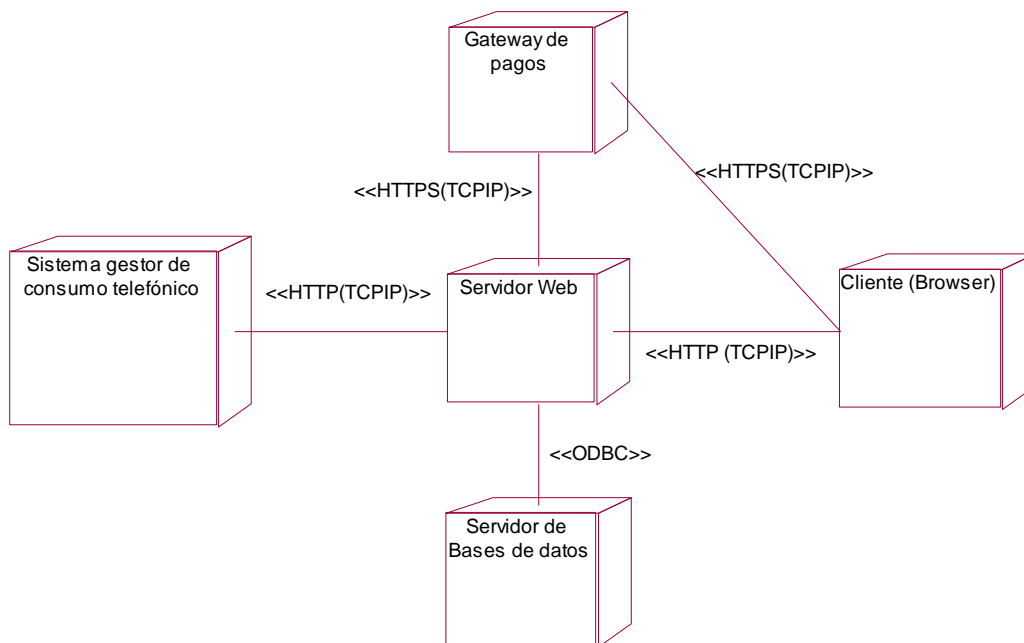 Gateway de
pagos
<<HTTPS(TCPIP)>>
<<HTTPS(TCPIP)>>
Sistema gestor de
consumo telefónico
<<HTTP(TCPIP)>>
Servidor Web
Cliente (Browser)
<<HTTP (TCPIP)>>
<<ODBC>>
Servidor de
Bases de datos